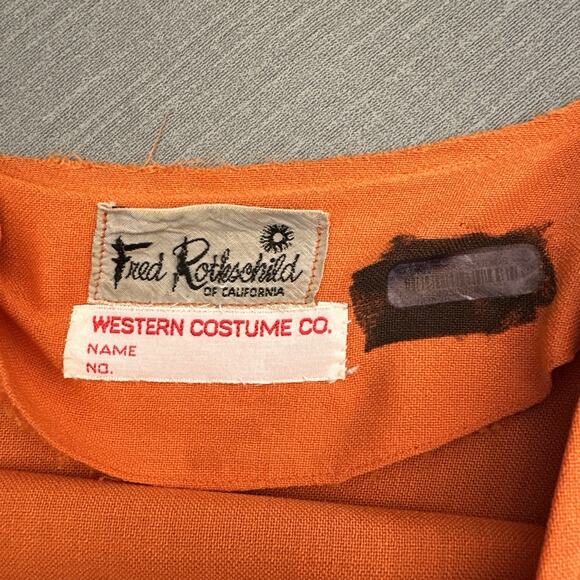 Fred Rothschild
OF CALIFORNIA
WESTERN COSTUME CO.
NAME
NO.